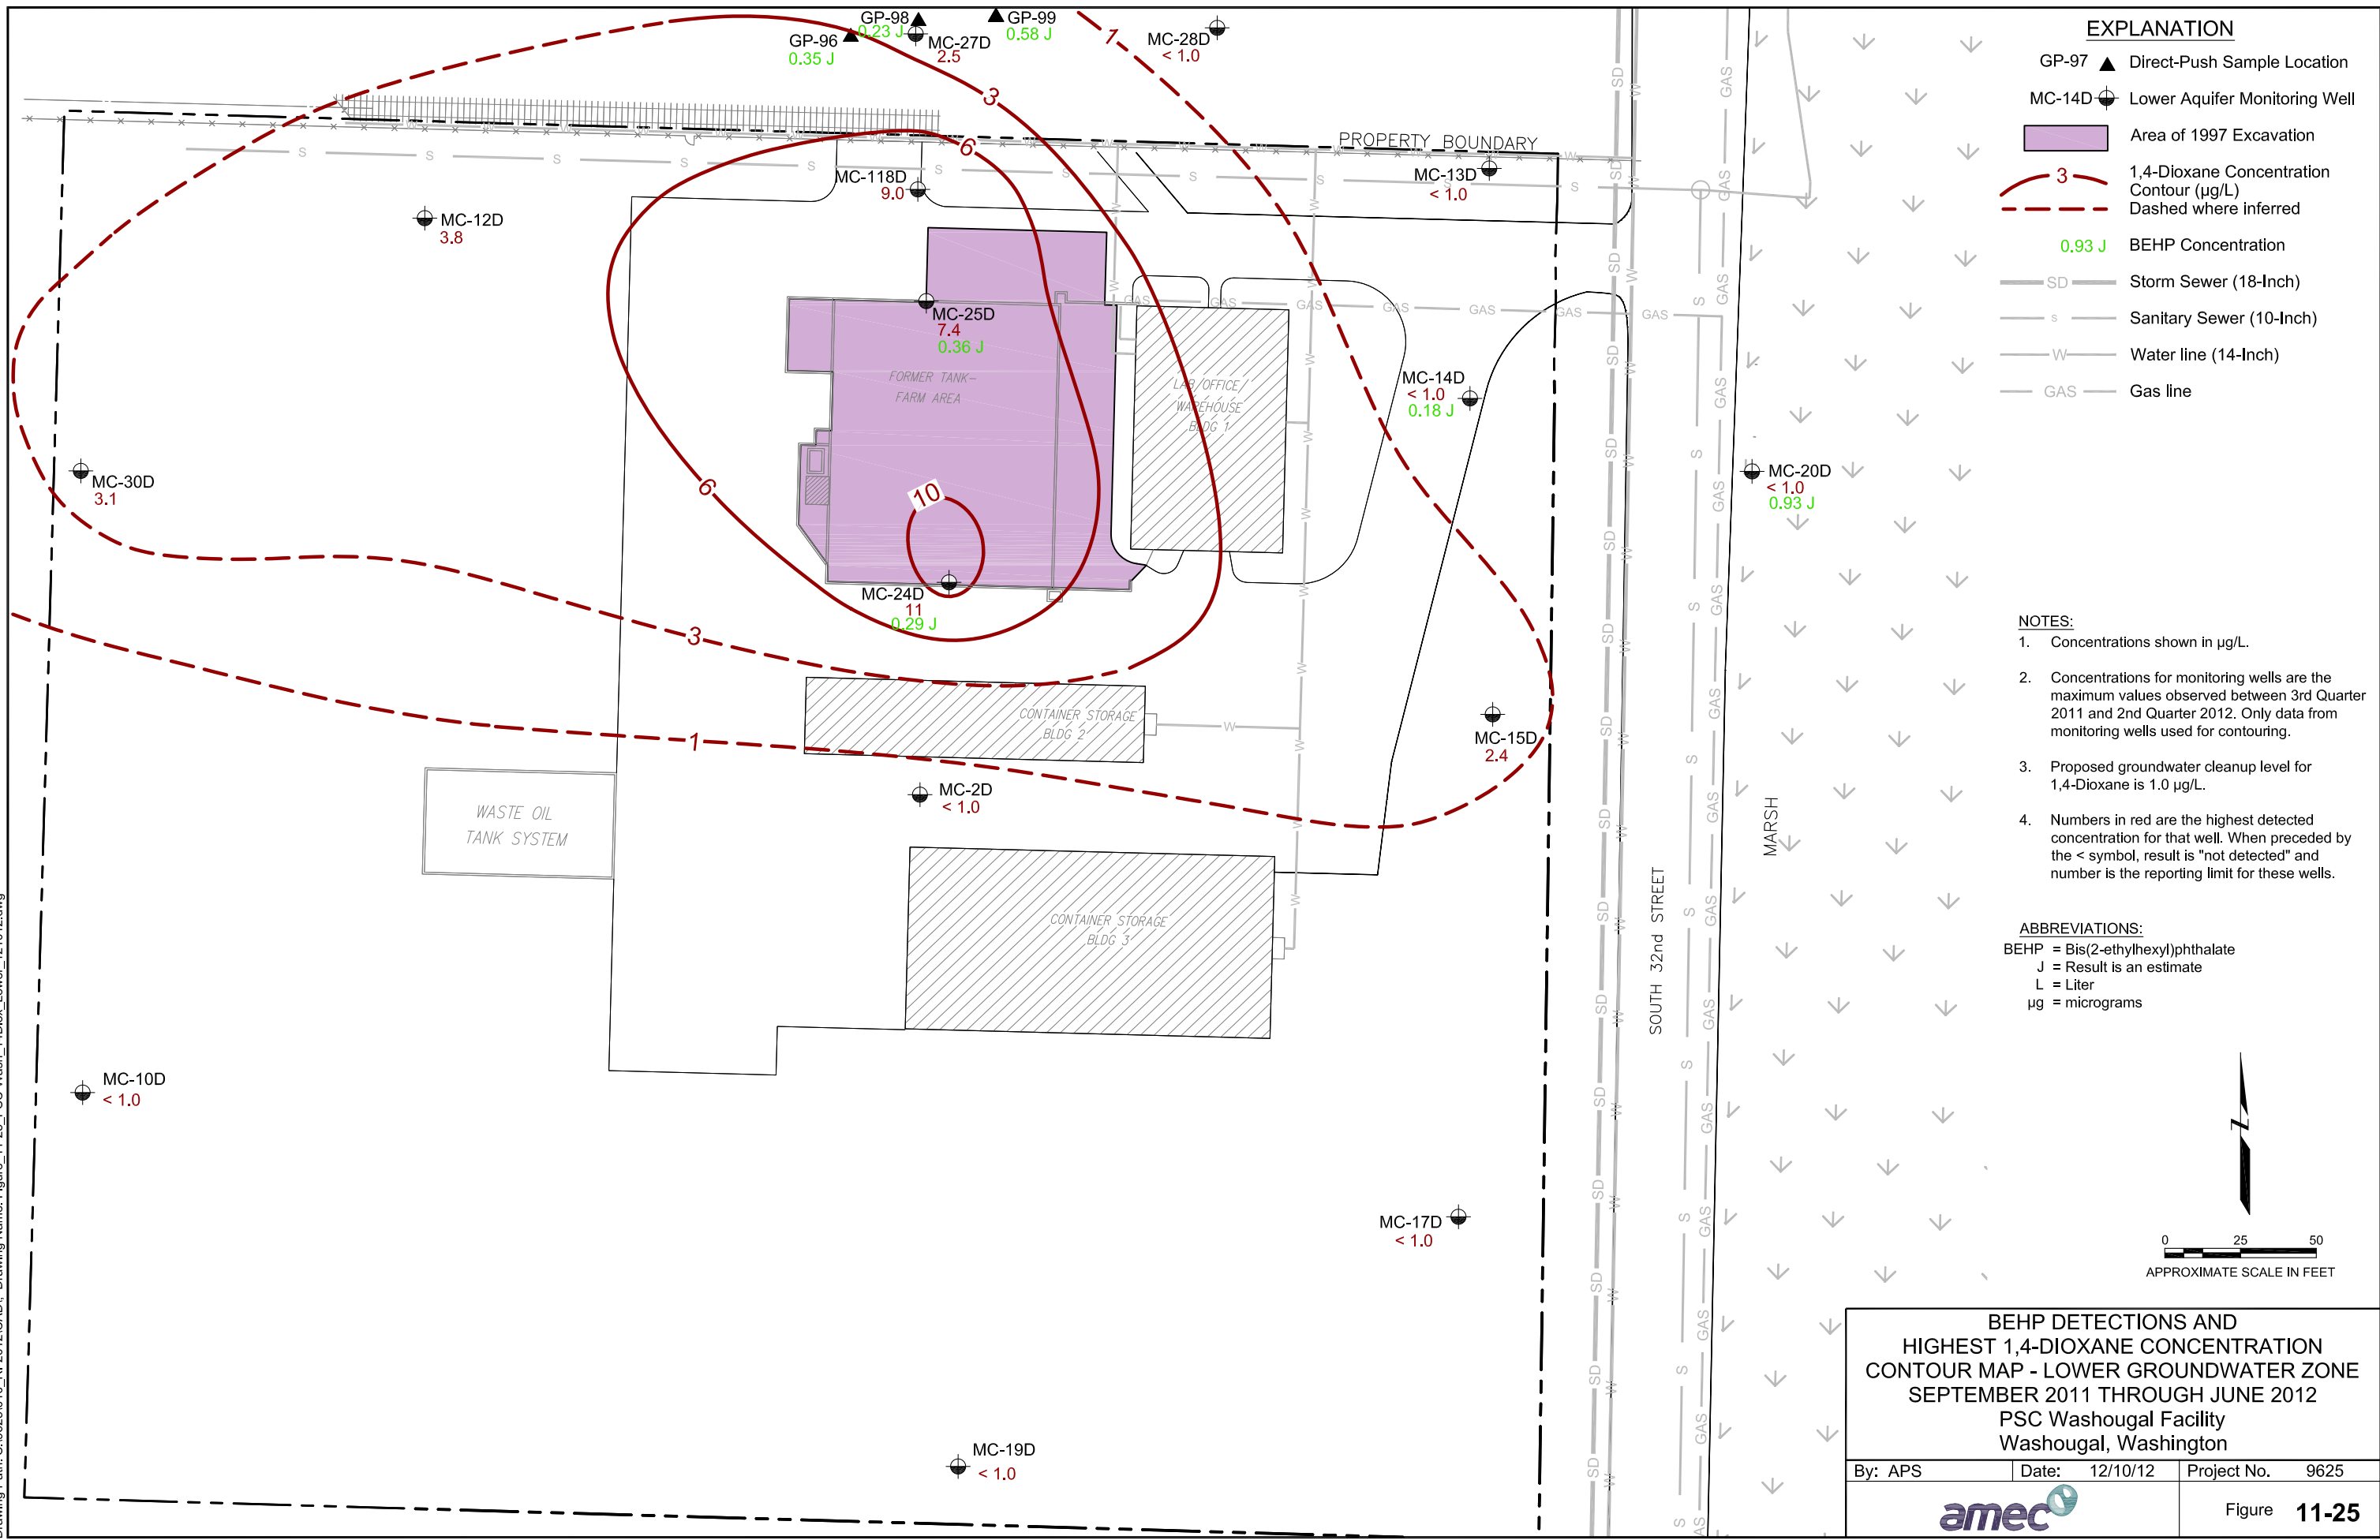 GP-98
0.23 J
GP-99
0.58 J
GP-96
0.35 J
MC-27D
2.5
MC-28D
< 1.0
1
3
6
PROPERTY BOUNDARY
MC-118D
9.0
MC-13D
< 1.0
MC-12D
3.8
MC-25D
7.4
0.36 J
FORMER TANK-
FARM AREA
LAB/OFFICE/
WAREHOUSE
BLDG 1
MC-14D
< 1.0
0.18 J
MC-20D
< 1.0
0.93 J
MC-30D
3.1
6
10
MC-24D
11
0.29 J
3
1
CONTAINER STORAGE
BLDG 2
MC-15D
2.4
MC-2D
< 1.0
WASTE OIL
TANK SYSTEM
CONTAINER STORAGE
BLDG 3
SOUTH 32nd STREET
MARSH
MC-10D
< 1.0
MC-17D
< 1.0
MC-19D
< 1.0
S
W
SD
GAS
EXPLANATION
GP-97 Direct-Push Sample Location
MC-14D Lower Aquifer Monitoring Well
Area of 1997 Excavation
3 1,4-Dioxane Concentration
Contour (µg/L)
Dashed where inferred
0.93 J BEHP Concentration
SD Storm Sewer (18-Inch)
S Sanitary Sewer (10-Inch)
W Water line (14-Inch)
GAS Gas line
NOTES:
1. Concentrations shown in µg/L.
2. Concentrations for monitoring wells are the
maximum values observed between 3rd Quarter
2011 and 2nd Quarter 2012. Only data from
monitoring wells used for contouring.
3. Proposed groundwater cleanup level for
1,4-Dioxane is 1.0 µg/L.
4. Numbers in red are the highest detected
concentration for that well. When preceded by
the < symbol, result is "not detected" and
number is the reporting limit for these wells.
ABBREVIATIONS:
BEHP = Bis(2-ethylhexyl)phthalate
J = Result is an estimate
L = Liter
µg = micrograms
0 25 50
APPROXIMATE SCALE IN FEET
BEHP DETECTIONS AND
HIGHEST 1,4-DIOXANE CONCENTRATION
CONTOUR MAP - LOWER GROUNDWATER ZONE
SEPTEMBER 2011 THROUGH JUNE 2012
PSC Washougal Facility
Washougal, Washington
By: APS Date: 12/10/12 Project No. 9625
amec Figure 11-25